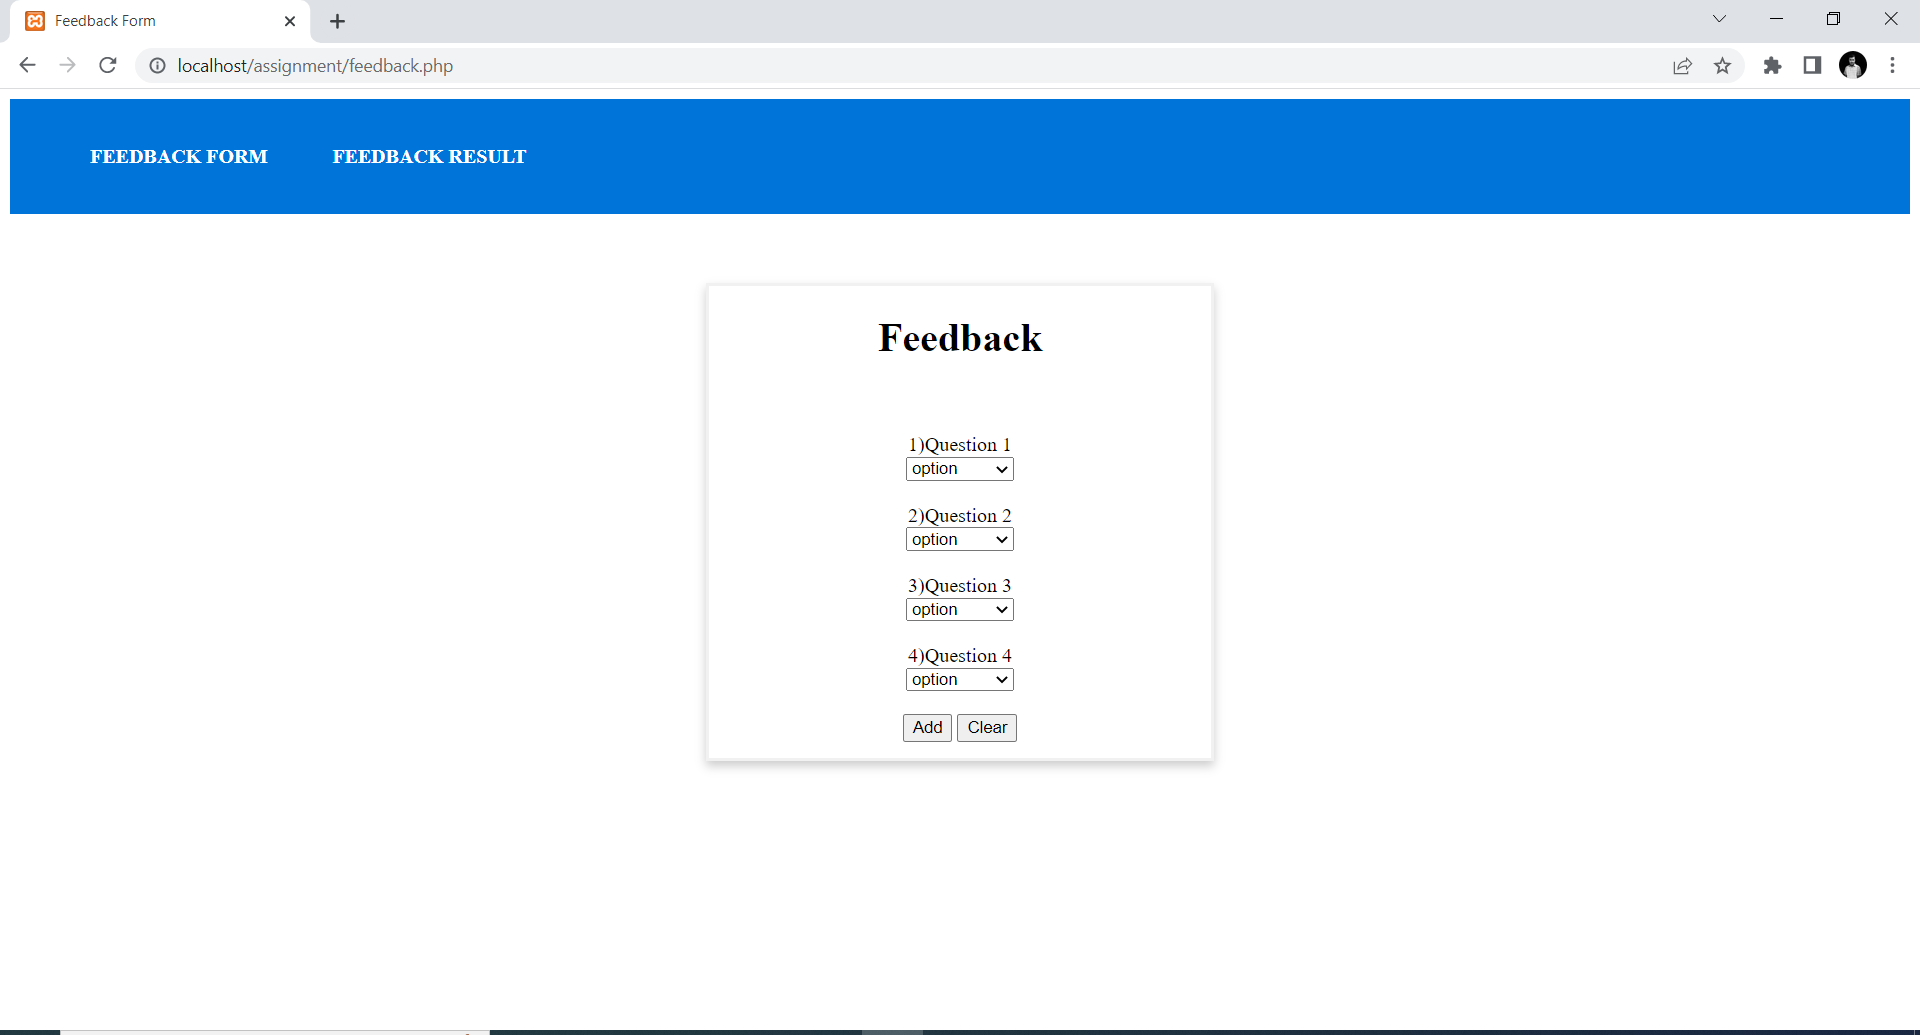 Feedback Form
localhost/assignment/feedback.php
FEEDBACK FORM FEEDBACK RESULT
Feedback
1)Question 1
option
2)Question 2
option
3)Question 3
option
4)Question 4
option
Add Clear